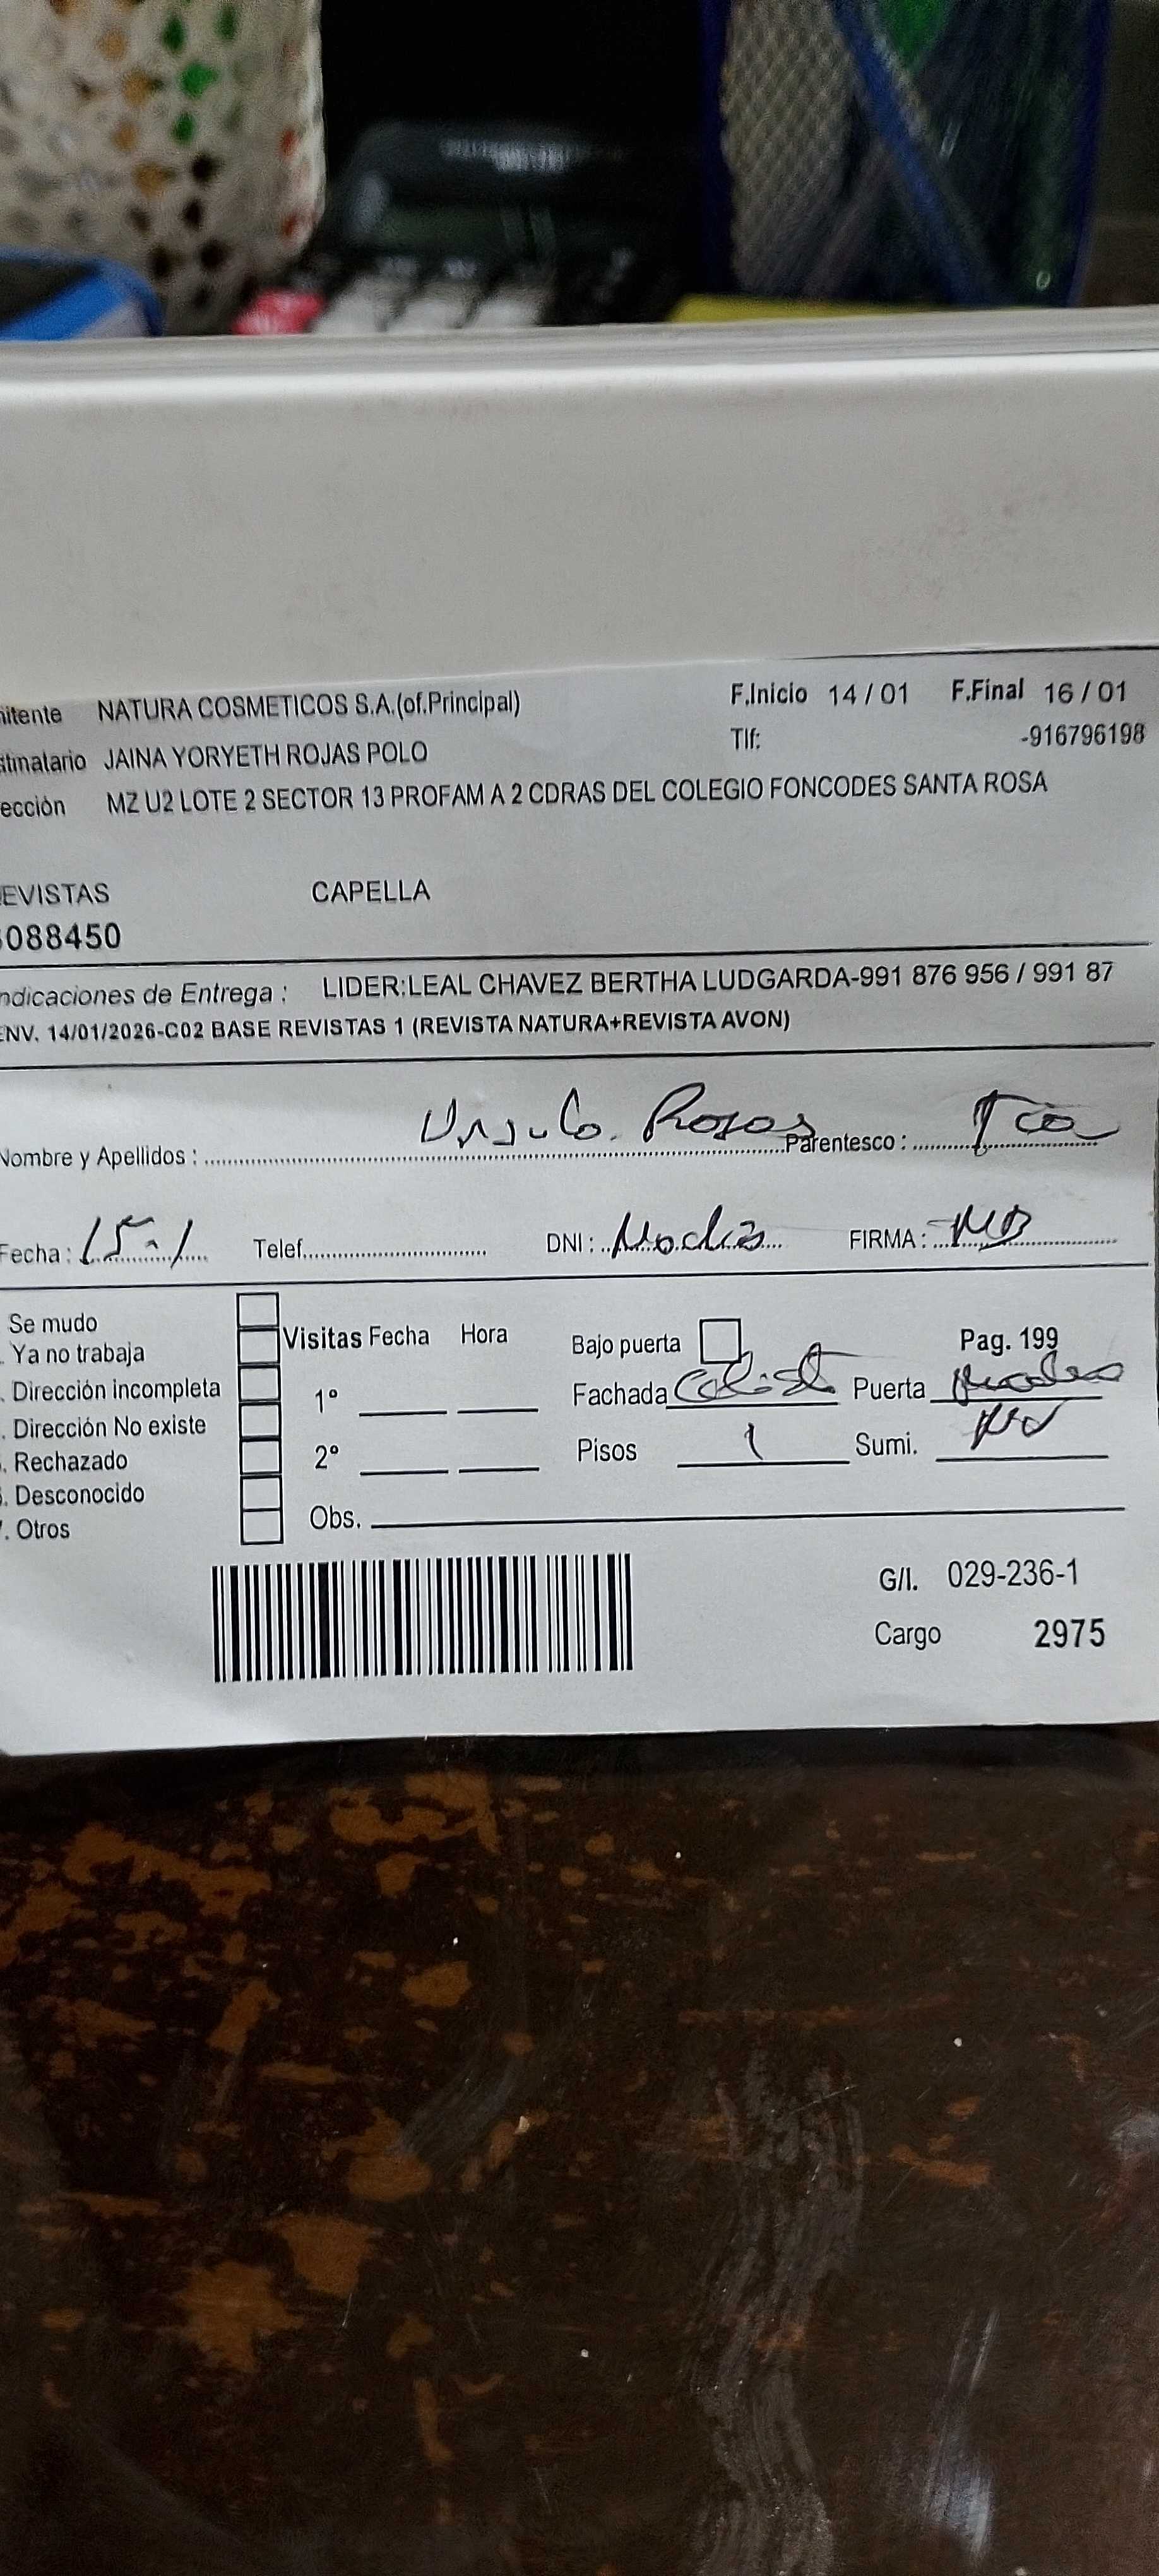 mitente NATURA COSMETICOS S.A.(of.Principal) F.Inicio 14 / 01 F.Final 16 / 01
stinatario JAINA YORYETH ROJAS POLO Tlf: -916796198
ección MZ U2 LOTE 2 SECTOR 13 PROFAM A 2 CDRAS DEL COLEGIO FONCODES SANTA ROSA
EVISTAS CAPELLA
088450
ndicaciones de Entrega : LIDER:LEAL CHAVEZ BERTHA LUDGARDA-991 876 956 / 991 87
ENV. 14/01/2026-C02 BASE REVISTAS 1 (REVISTA NATURA+REVISTA AVON)
Nombre y Apellidos : Parentesco : Tia
Fecha : 15-1 Telef. DNI : FIRMA :
Se mudo
. Ya no trabaja
. Dirección incompleta
. Dirección No existe
. Rechazado
. Desconocido
. Otros
Visitas Fecha Hora
1º
2º
Obs.
Bajo puerta Pag. 199
Fachada Puerta
Pisos 1 Sumi.
G/I. 029-236-1
Cargo 2975